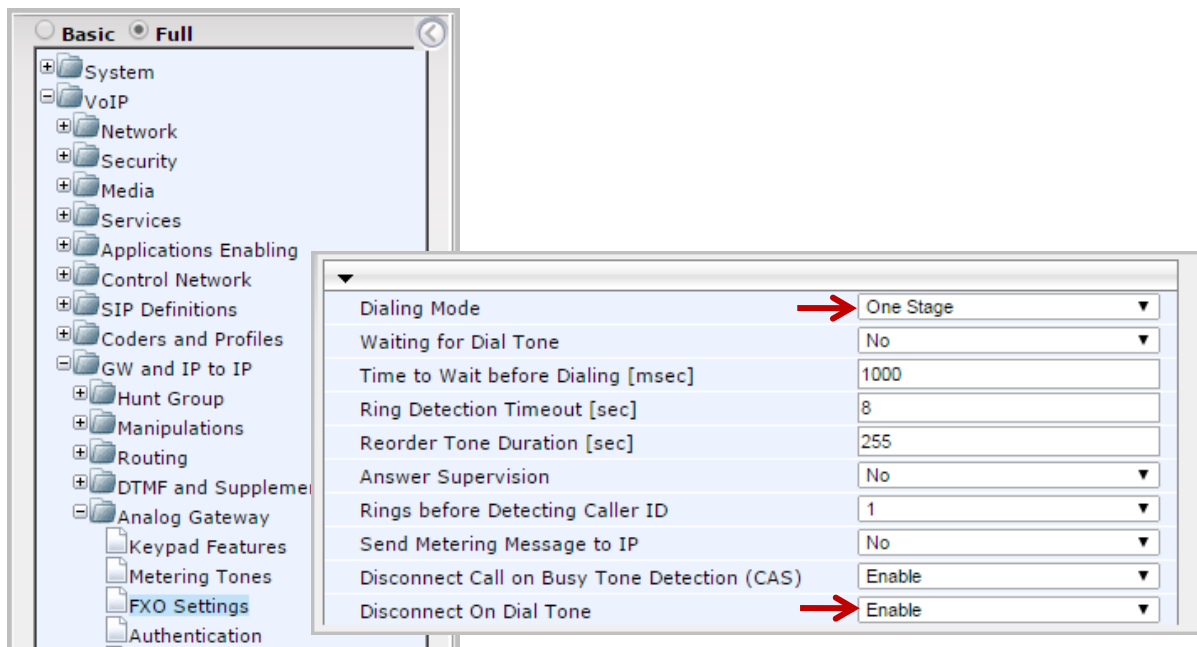 Basic Full
System
VoIP
Network
Security
Media
Services
Applications Enabling
Control Network
SIP Definitions
Coders and Profiles
GW and IP to IP
Hunt Group
Manipulations
Routing
DTMF and Suppleme
Analog Gateway
Keypad Features
Metering Tones
FXO Settings
Authentication
Dialing Mode One Stage
Waiting for Dial Tone No
Time to Wait before Dialing [msec] 1000
Ring Detection Timeout [sec] 8
Reorder Tone Duration [sec] 255
Answer Supervision No
Rings before Detecting Caller ID 1
Send Metering Message to IP No
Disconnect Call on Busy Tone Detection (CAS) Enable
Disconnect On Dial Tone Enable